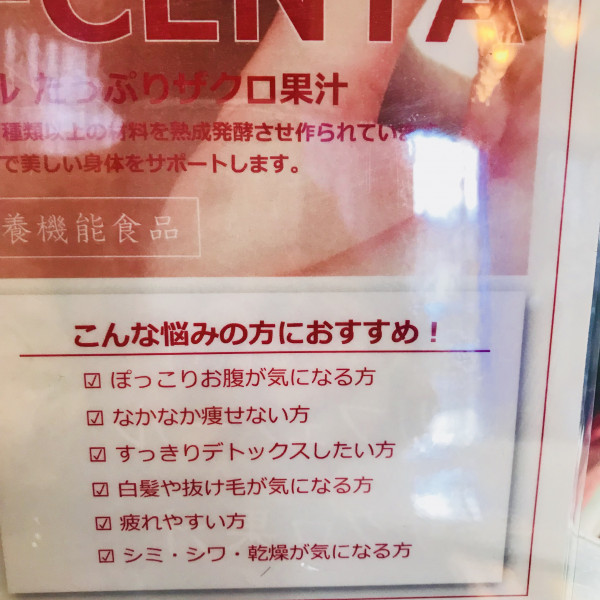 -CENTA
ル たっぷりザクロ果汁
種類以上の材料を熟成発酵させ作られてい
で美しい身体をサポートします。
養機能食品
こんな悩みの方におすすめ！
☑ ぽっこりお腹が気になる方
☑ なかなか痩せない方
☑ すっきりデトックスしたい方
☑ 白髪や抜け毛が気になる方
☑ 疲れやすい方
☑ シミ・シワ・乾燥が気になる方